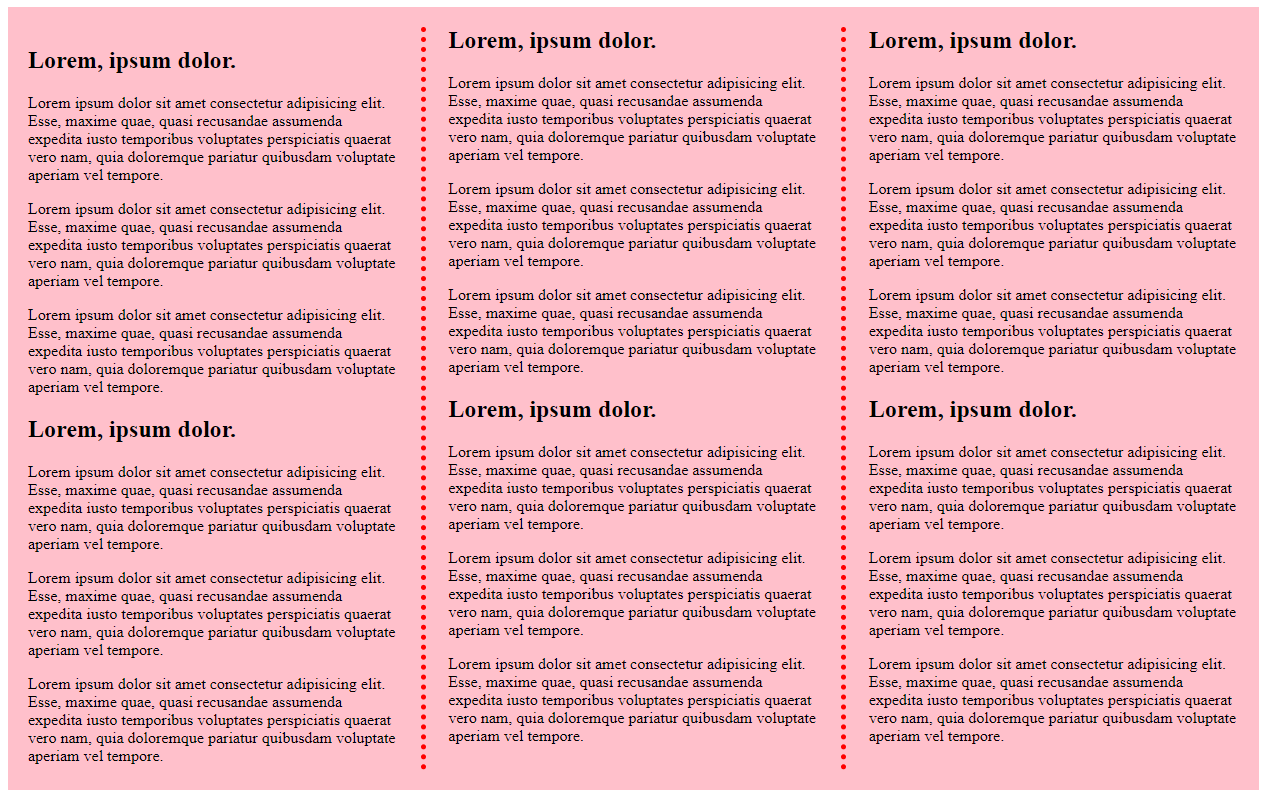 Lorem, ipsum dolor.
Lorem ipsum dolor sit amet consectetur adipisicing elit.
Esse, maxime quae, quasi recusandae assumenda
expedita iusto temporibus voluptates perspiciatis quaerat
vero nam, quia doloremque pariatur quibusdam voluptate
aperiam vel tempore.
Lorem ipsum dolor sit amet consectetur adipisicing elit.
Esse, maxime quae, quasi recusandae assumenda
expedita iusto temporibus voluptates perspiciatis quaerat
vero nam, quia doloremque pariatur quibusdam voluptate
aperiam vel tempore.
Lorem ipsum dolor sit amet consectetur adipisicing elit.
Esse, maxime quae, quasi recusandae assumenda
expedita iusto temporibus voluptates perspiciatis quaerat
vero nam, quia doloremque pariatur quibusdam voluptate
aperiam vel tempore.
Lorem, ipsum dolor.
Lorem ipsum dolor sit amet consectetur adipisicing elit.
Esse, maxime quae, quasi recusandae assumenda
expedita iusto temporibus voluptates perspiciatis quaerat
vero nam, quia doloremque pariatur quibusdam voluptate
aperiam vel tempore.
Lorem ipsum dolor sit amet consectetur adipisicing elit.
Esse, maxime quae, quasi recusandae assumenda
expedita iusto temporibus voluptates perspiciatis quaerat
vero nam, quia doloremque pariatur quibusdam voluptate
aperiam vel tempore.
Lorem ipsum dolor sit amet consectetur adipisicing elit.
Esse, maxime quae, quasi recusandae assumenda
expedita iusto temporibus voluptates perspiciatis quaerat
vero nam, quia doloremque pariatur quibusdam voluptate
aperiam vel tempore.
Lorem, ipsum dolor.
Lorem ipsum dolor sit amet consectetur adipisicing elit.
Esse, maxime quae, quasi recusandae assumenda
expedita iusto temporibus voluptates perspiciatis quaerat
vero nam, quia doloremque pariatur quibusdam voluptate
aperiam vel tempore.
Lorem ipsum dolor sit amet consectetur adipisicing elit.
Esse, maxime quae, quasi recusandae assumenda
expedita iusto temporibus voluptates perspiciatis quaerat
vero nam, quia doloremque pariatur quibusdam voluptate
aperiam vel tempore.
Lorem ipsum dolor sit amet consectetur adipisicing elit.
Esse, maxime quae, quasi recusandae assumenda
expedita iusto temporibus voluptates perspiciatis quaerat
vero nam, quia doloremque pariatur quibusdam voluptate
aperiam vel tempore.
Lorem, ipsum dolor.
Lorem ipsum dolor sit amet consectetur adipisicing elit.
Esse, maxime quae, quasi recusandae assumenda
expedita iusto temporibus voluptates perspiciatis quaerat
vero nam, quia doloremque pariatur quibusdam voluptate
aperiam vel tempore.
Lorem ipsum dolor sit amet consectetur adipisicing elit.
Esse, maxime quae, quasi recusandae assumenda
expedita iusto temporibus voluptates perspiciatis quaerat
vero nam, quia doloremque pariatur quibusdam voluptate
aperiam vel tempore.
Lorem ipsum dolor sit amet consectetur adipisicing elit.
Esse, maxime quae, quasi recusandae assumenda
expedita iusto temporibus voluptates perspiciatis quaerat
vero nam, quia doloremque pariatur quibusdam voluptate
aperiam vel tempore.
Lorem, ipsum dolor.
Lorem ipsum dolor sit amet consectetur adipisicing elit.
Esse, maxime quae, quasi recusandae assumenda
expedita iusto temporibus voluptates perspiciatis quaerat
vero nam, quia doloremque pariatur quibusdam voluptate
aperiam vel tempore.
Lorem ipsum dolor sit amet consectetur adipisicing elit.
Esse, maxime quae, quasi recusandae assumenda
expedita iusto temporibus voluptates perspiciatis quaerat
vero nam, quia doloremque pariatur quibusdam voluptate
aperiam vel tempore.
Lorem ipsum dolor sit amet consectetur adipisicing elit.
Esse, maxime quae, quasi recusandae assumenda
expedita iusto temporibus voluptates perspiciatis quaerat
vero nam, quia doloremque pariatur quibusdam voluptate
aperiam vel tempore.
Lorem, ipsum dolor.
Lorem ipsum dolor sit amet consectetur adipisicing elit.
Esse, maxime quae, quasi recusandae assumenda
expedita iusto temporibus voluptates perspiciatis quaerat
vero nam, quia doloremque pariatur quibusdam voluptate
aperiam vel tempore.
Lorem ipsum dolor sit amet consectetur adipisicing elit.
Esse, maxime quae, quasi recusandae assumenda
expedita iusto temporibus voluptates perspiciatis quaerat
vero nam, quia doloremque pariatur quibusdam voluptate
aperiam vel tempore.
Lorem ipsum dolor sit amet consectetur adipisicing elit.
Esse, maxime quae, quasi recusandae assumenda
expedita iusto temporibus voluptates perspiciatis quaerat
vero nam, quia doloremque pariatur quibusdam voluptate
aperiam vel tempore.